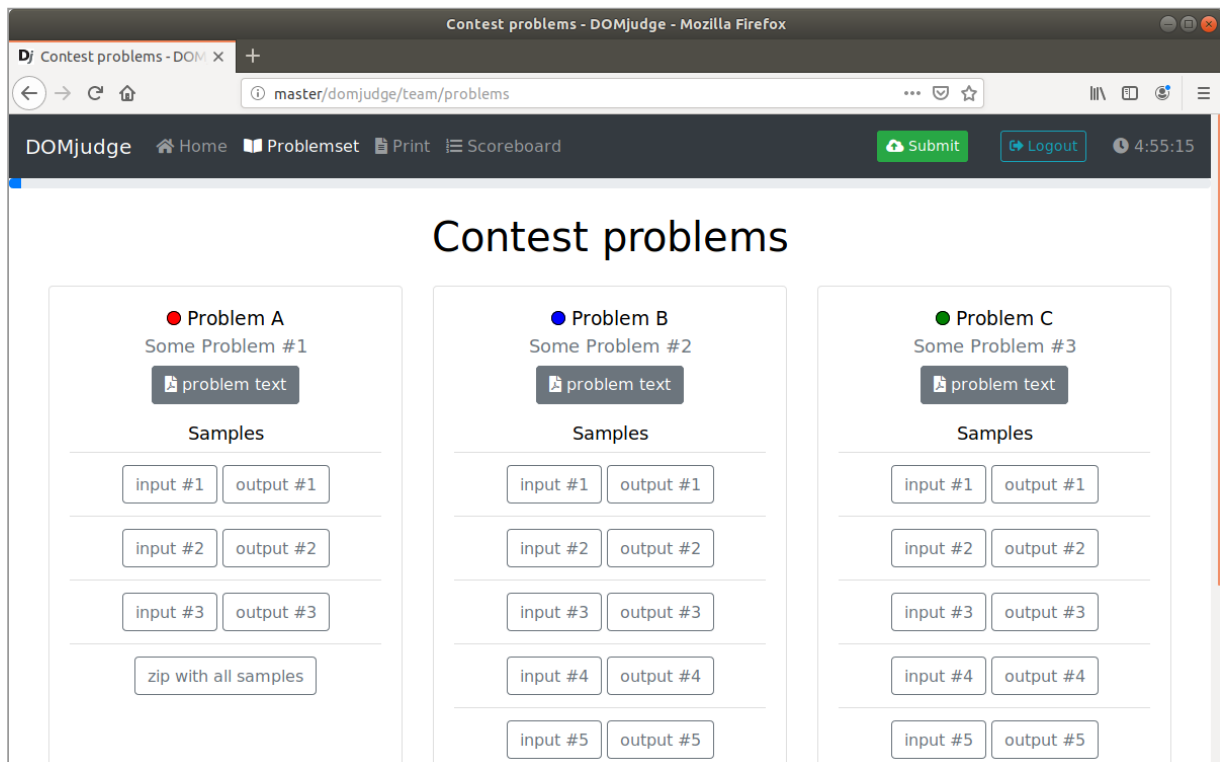 Contest problems - DOMjudge - Mozilla Firefox
Dj Contest problems - DOM
master/domjudge/team/problems
DOMjudge Home Problemset Print Scoreboard Submit Logout 4:55:15
Contest problems
Problem A
Some Problem #1
problem text
Samples
input #1 output #1
input #2 output #2
input #3 output #3
zip with all samples
Problem B
Some Problem #2
problem text
Samples
input #1 output #1
input #2 output #2
input #3 output #3
input #4 output #4
input #5 output #5
Problem C
Some Problem #3
problem text
Samples
input #1 output #1
input #2 output #2
input #3 output #3
input #4 output #4
input #5 output #5